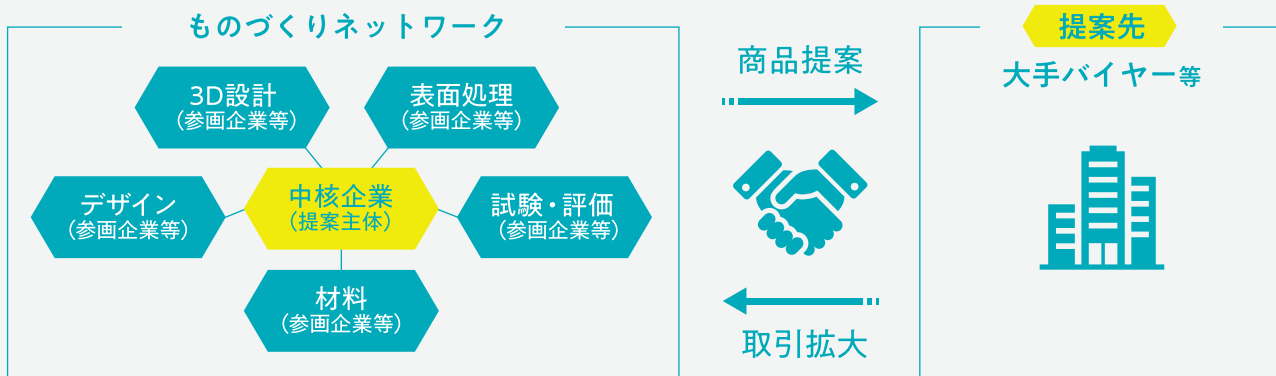 ものづくりネットワーク
3D設計
(参画企業等)
表面処理
(参画企業等)
デザイン
(参画企業等)
中核企業
(提案主体)
試験・評価
(参画企業等)
材料
(参画企業等)
商品提案
取引拡大
提案先
大手バイヤー等